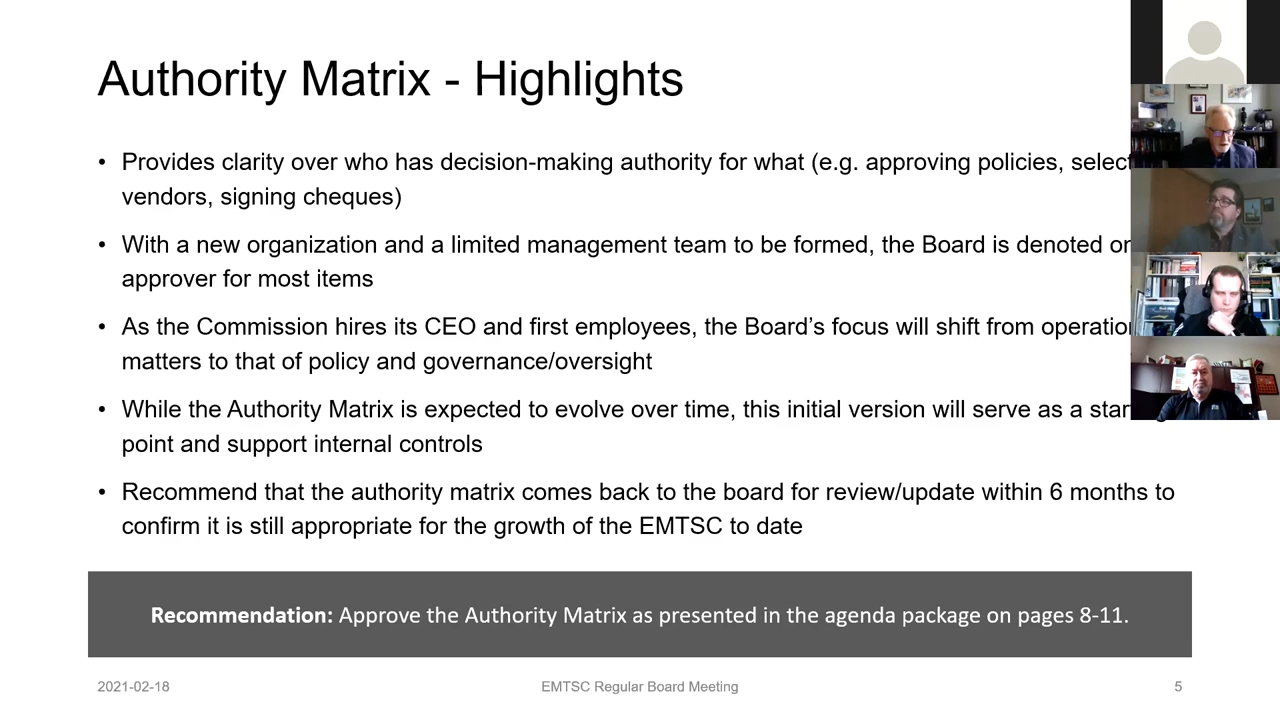 Authority Matrix - Highlights
• Provides clarity over who has decision-making authority for what (e.g. approving policies,
vendors, signing cheques)
• With a new organization and a limited management team to be formed, the Board is denoted
approver for most items
• As the Commission hires its CEO and first employees, the Board's focus will shift from
matters to that of policy and governance/oversight
• While the Authority Matrix is expected to evolve over time, this initial version will serve as a
point and support internal controls
• Recommend that the authority matrix comes back to the board for review/update within 6 months to
confirm it is still appropriate for the growth of the EMTSC to date
Recommendation: Approve the Authority Matrix as presented in the agenda package on pages 8-11.
2021-02-18
EMTSC Regular Board Meeting
5